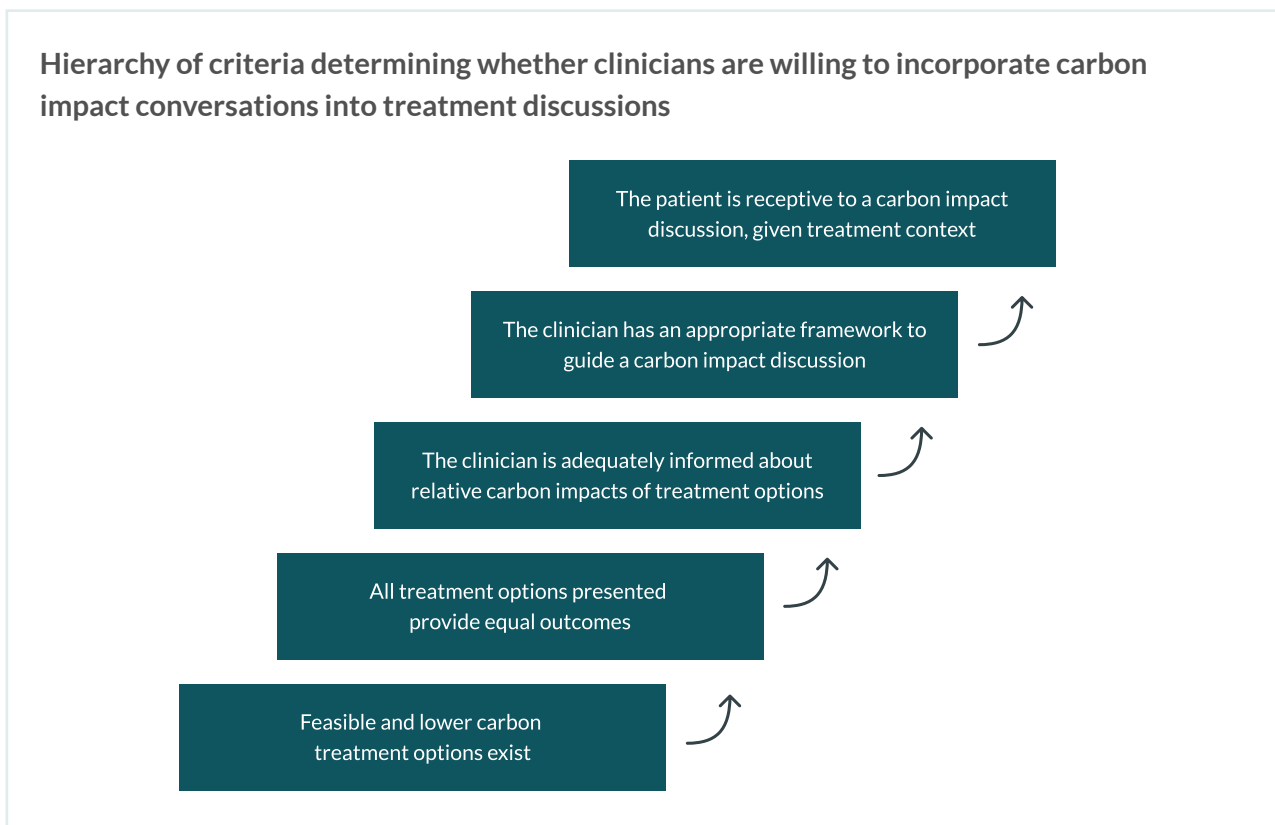 Hierarchy of criteria determining whether clinicians are willing to incorporate carbon
impact conversations into treatment discussions
The patient is receptive to a carbon impact
discussion, given treatment context
The clinician has an appropriate framework to
guide a carbon impact discussion
The clinician is adequately informed about
relative carbon impacts of treatment options
All treatment options presented
provide equal outcomes
Feasible and lower carbon
treatment options exist